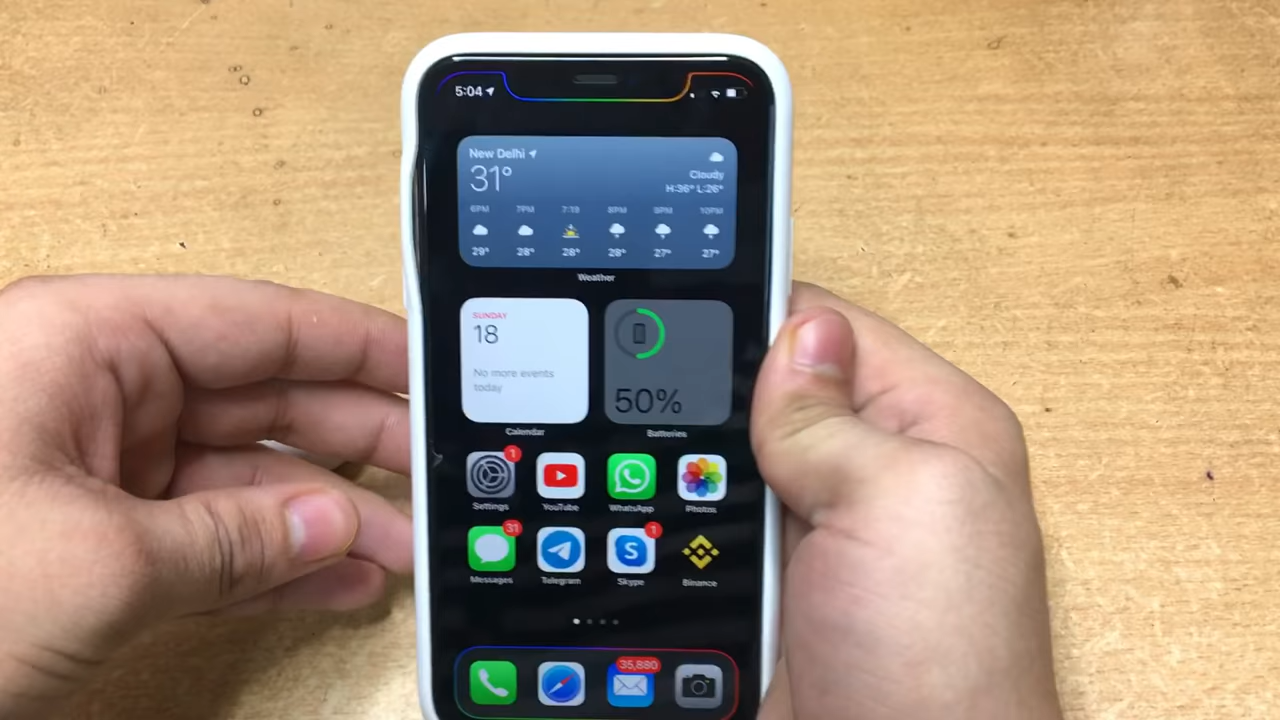 5:04
New Delhi
31°
Cloudy
H:36° L:26°
6PM 7PM 7:19 8PM 9PM 10PM
29° 28° 28° 28° 27° 27°
Weather
SUNDAY
18
No more events
today
50%
Calendar Batteries
1
Settings YouTube WhatsApp Photos
31 1
S
Messages Telegram Skype Binance
35,880